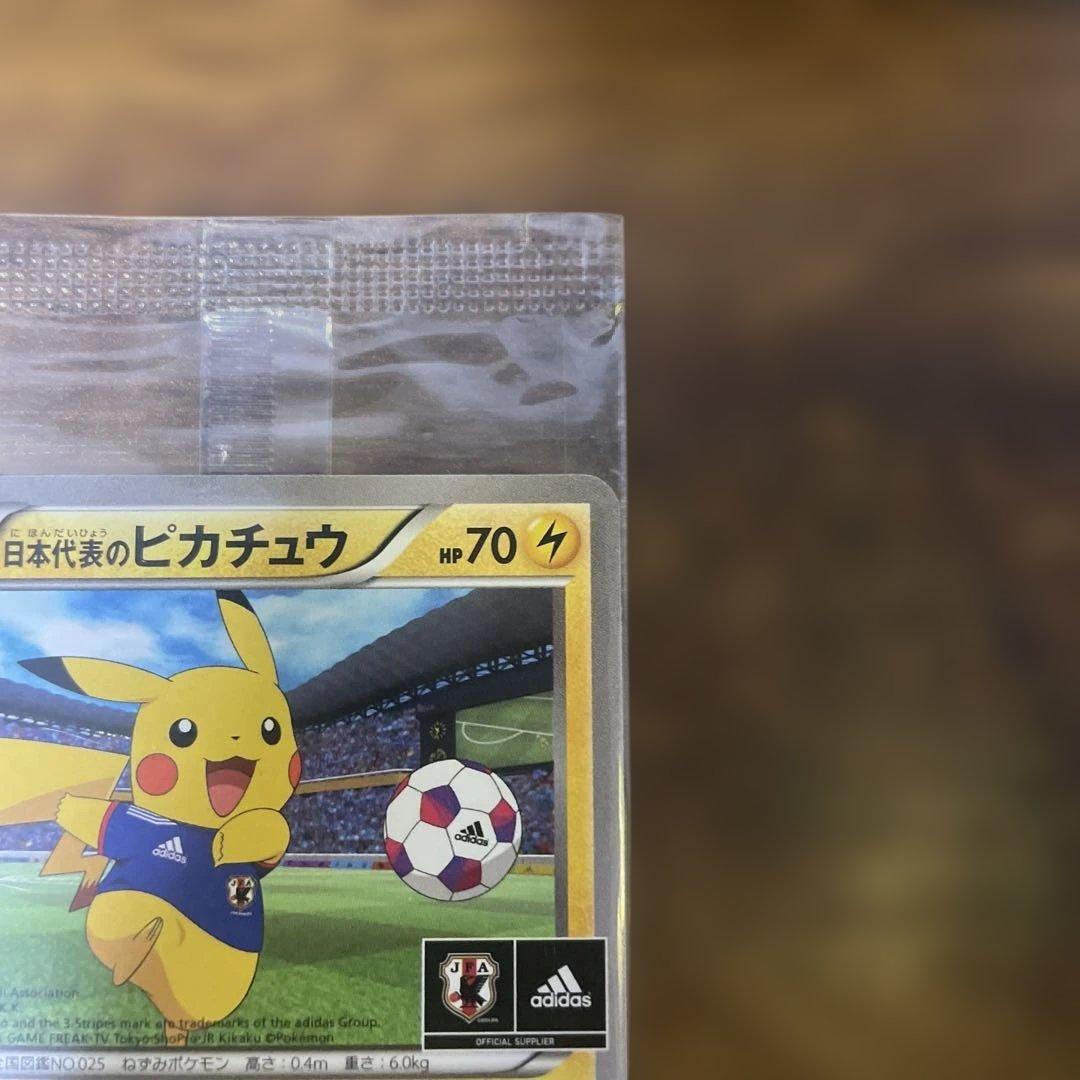 にほんだいひょう
日本代表のピカチュウ
HP70
adidas
adidas
JFA
JFA
adidas
OFFICIAL SUPPLIER
Association
o and the 3-Stripes mark are trademarks of the adidas Group.
GAME FREAK・TV Tokyo・ShoPro・JR Kikaku ©Pokémon
全国図鑑NO.025 ねずみポケモン 高さ：0.4m 重さ：6.0kg